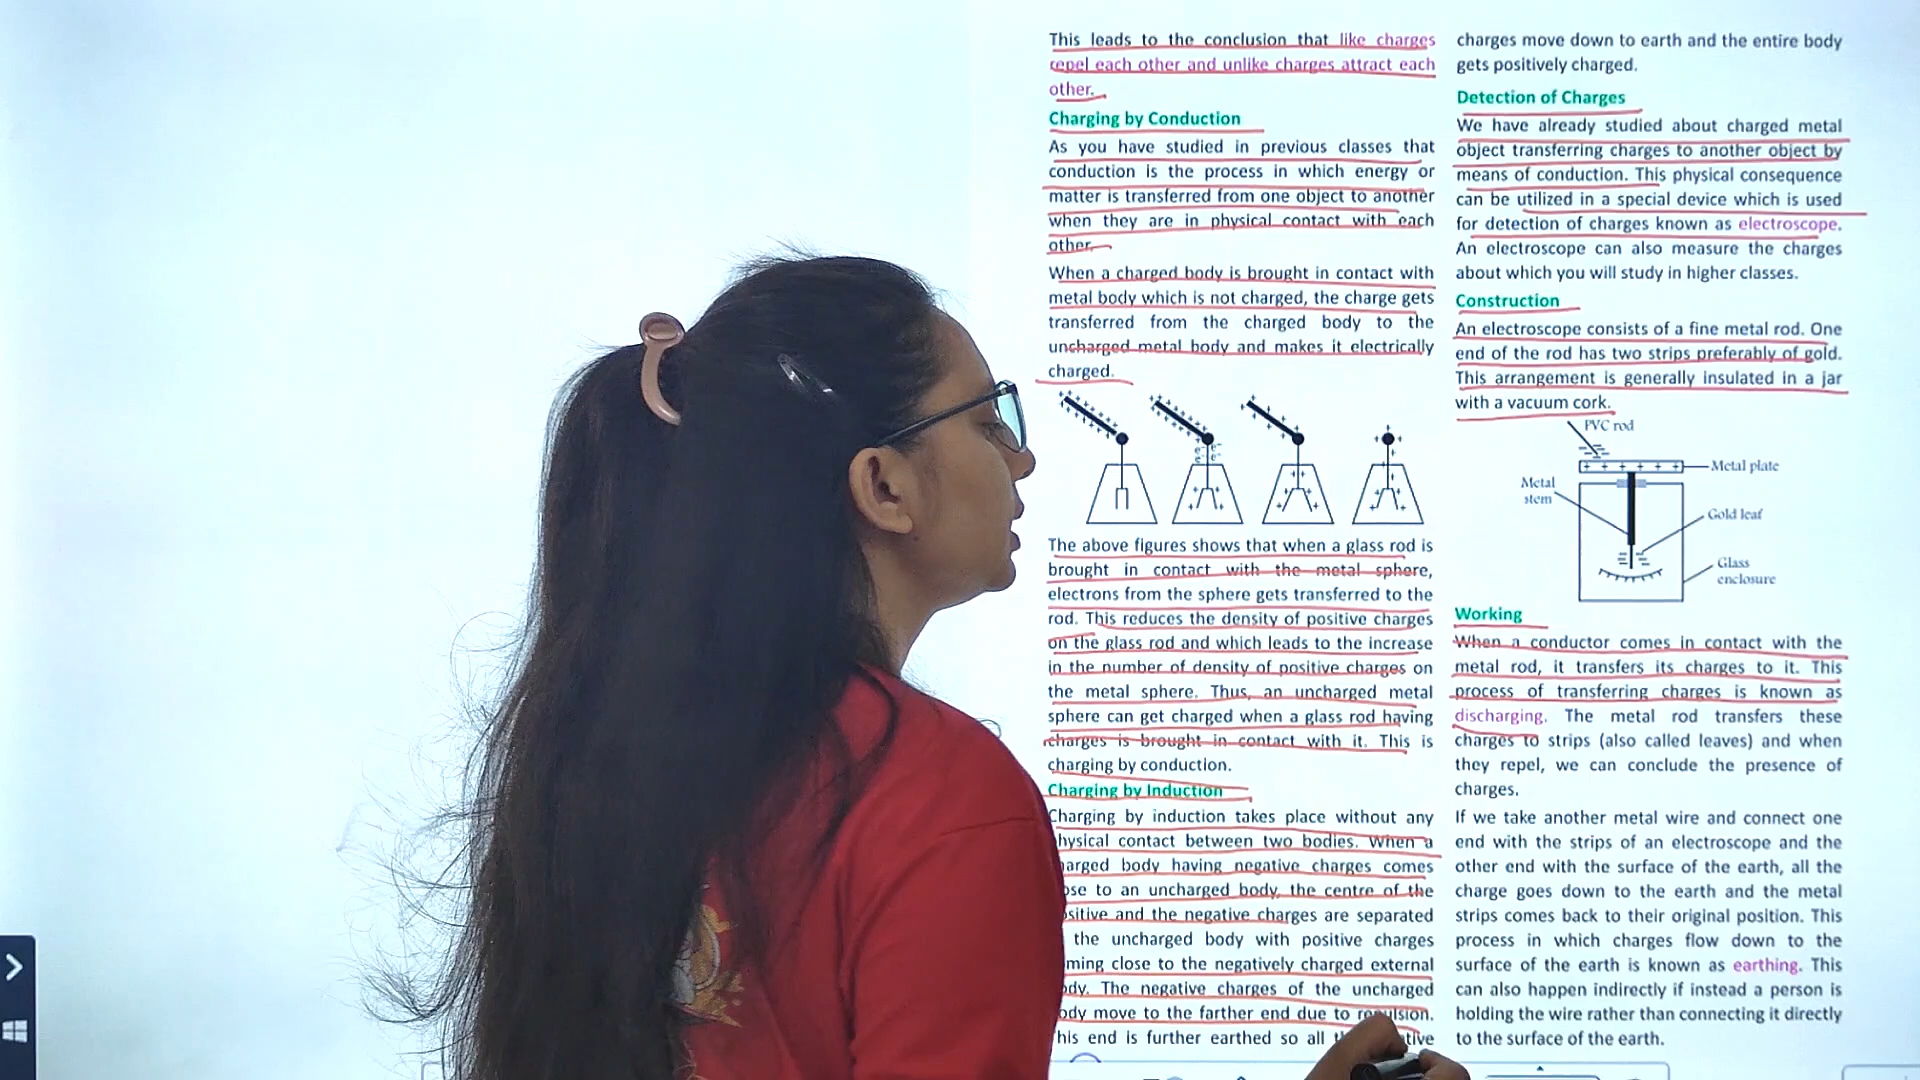 This leads to the conclusion that like charges
repel each other and unlike charges attract each
other.
Charging by Conduction
As you have studied in previous classes that
conduction is the process in which energy or
matter is transferred from one object to another
when they are in physical contact with each
other.
When a charged body is brought in contact with
metal body which is not charged, the charge gets
transferred from the charged body to the
uncharged metal body and makes it electrically
charged.
The above figures shows that when a glass rod is
brought in contact with the metal sphere,
electrons from the sphere gets transferred to the
rod. This reduces the density of positive charges
on the glass rod and which leads to the increase
in the number of density of positive charges on
the metal sphere. Thus, an uncharged metal
sphere can get charged when a glass rod having
charges is brought in contact with it. This is
charging by conduction.
Charging by Induction
Charging by induction takes place without any
contact between two bodies. When a
body having negative charges comes
to an uncharged body, the centre of the
and the negative charges are separated
the uncharged body with positive charges
close to the negatively charged external
The negative charges of the uncharged
move to the farther end due to repulsion.
end is further earthed so all
charges move down to earth and the entire body
gets positively charged.
Detection of Charges
We have already studied about charged metal
object transferring charges to another object by
means of conduction. This physical consequence
can be utilized in a special device which is used
for detection of charges known as electroscope.
An electroscope can also measure the charges
about which you will study in higher classes.
Construction
An electroscope consists of a fine metal rod. One
end of the rod has two strips preferably of gold.
This arrangement is generally insulated in a jar
with a vacuum cork.
PVC rod
Metal plate
Metal
stem
Gold leaf
Glass
enclosure
Working
When a conductor comes in contact with the
metal rod, it transfers its charges to it. This
process of transferring charges is known as
discharging. The metal rod transfers these
charges to strips (also called leaves) and when
they repel, we can conclude the presence of
charges.
If we take another metal wire and connect one
end with the strips of an electroscope and the
other end with the surface of the earth, all the
charge goes down to the earth and the metal
strips comes back to their original position. This
process in which charges flow down to the
surface of the earth is known as earthing. This
can also happen indirectly if instead a person is
holding the wire rather than connecting it directly
to the surface of the earth.